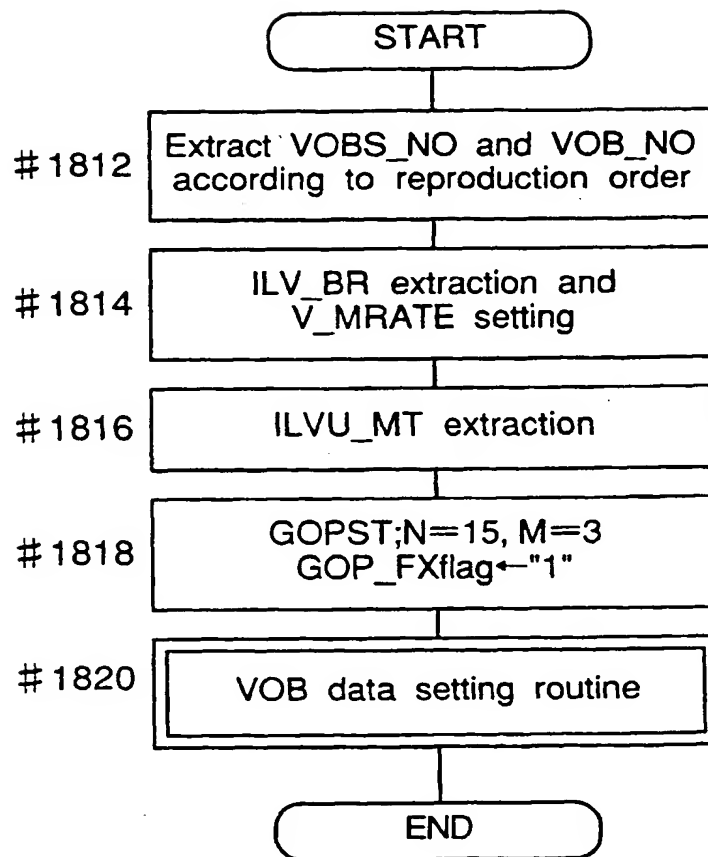 START
#1812
Extract VOBS_NO and VOB_NO
according to reproduction order
#1814
ILV_BR extraction and
V_MRATE setting
#1816
ILVU_MT extraction
#1818
GOPST;N=15, M=3
GOP_FXflag←"1"
#1820
VOB data setting routine
END